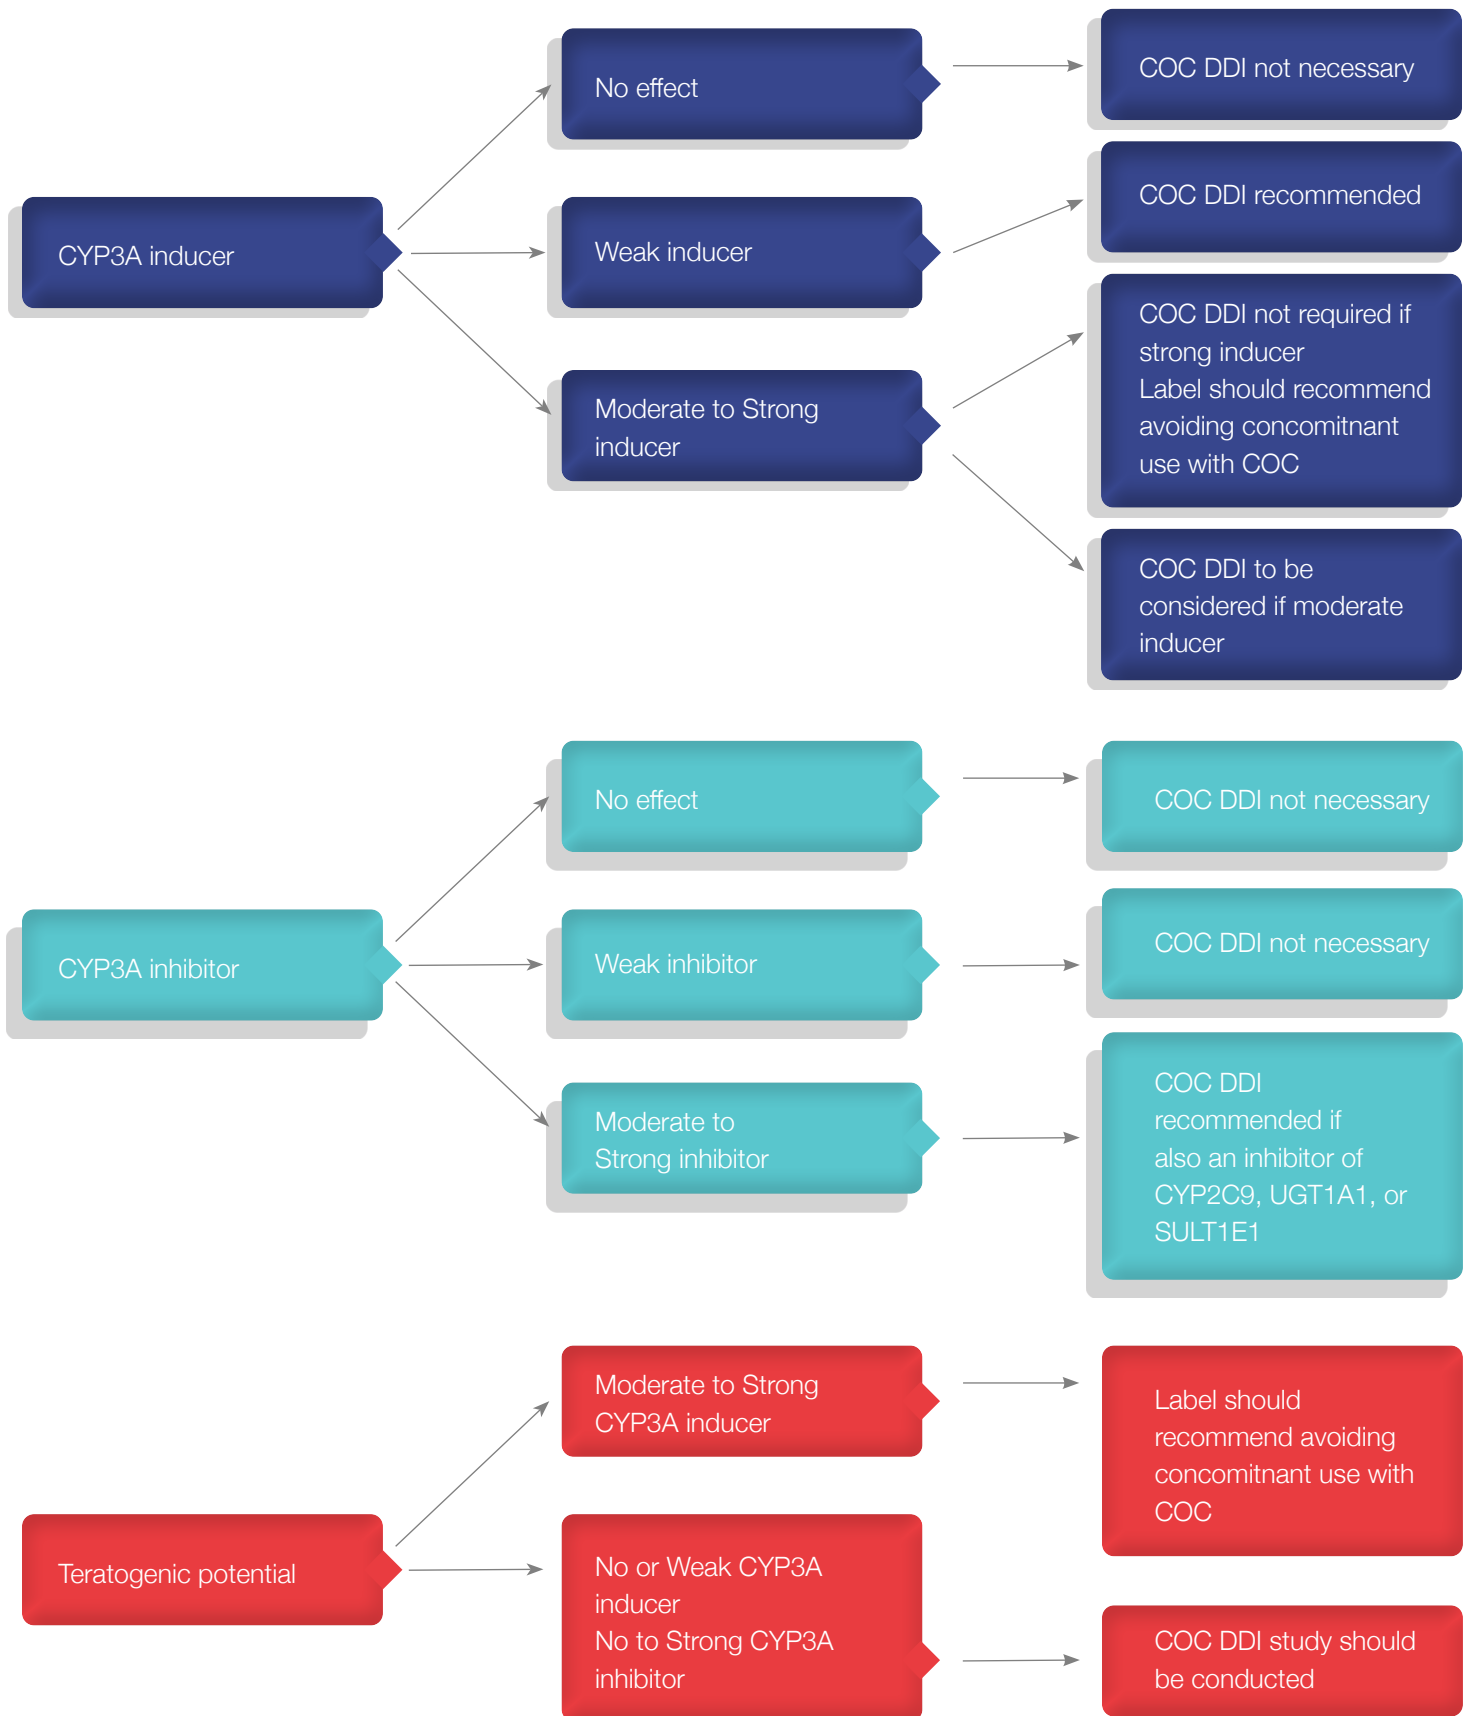 No effect
COC DDI not necessary
CYP3A inducer
Weak inducer
COC DDI recommended
Moderate to Strong
inducer
COC DDI not required if
strong inducer
Label should recommend
avoiding concomitnant
use with COC
COC DDI to be
considered if moderate
inducer
No effect
COC DDI not necessary
CYP3A inhibitor
Weak inhibitor
COC DDI not necessary
Moderate to
Strong inhibitor
COC DDI
recommended if
also an inhibitor of
CYP2C9, UGT1A1, or
SULT1E1
Teratogenic potential
Moderate to Strong
CYP3A inducer
Label should
recommend avoiding
concomitnant use with
COC
No or Weak CYP3A
inducer
No to Strong CYP3A
inhibitor
COC DDI study should
be conducted